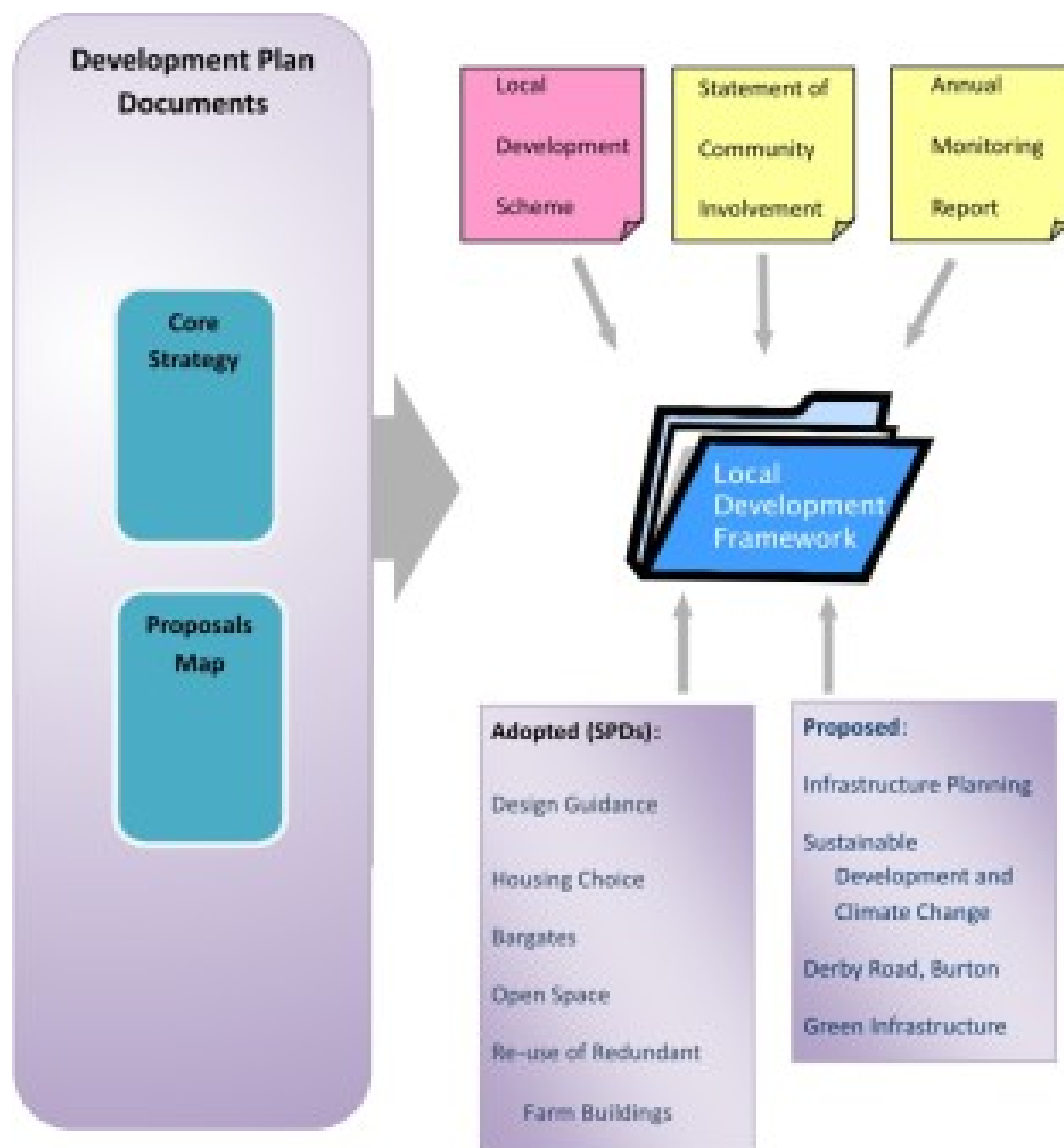 Development Plan
Documents
Core
Strategy
Proposals
Map
Local
Development
Scheme
Statement of
Community
Involvement
Annual
Monitoring
Report
Local
Development
Framework
Adopted (SPDs):
Design Guidance
Housing Choice
Bargates
Open Space
Re-use of Redundant
Farm Buildings
Proposed:
Infrastructure Planning
Sustainable
Development and
Climate Change
Derby Road, Burton
Green Infrastructure